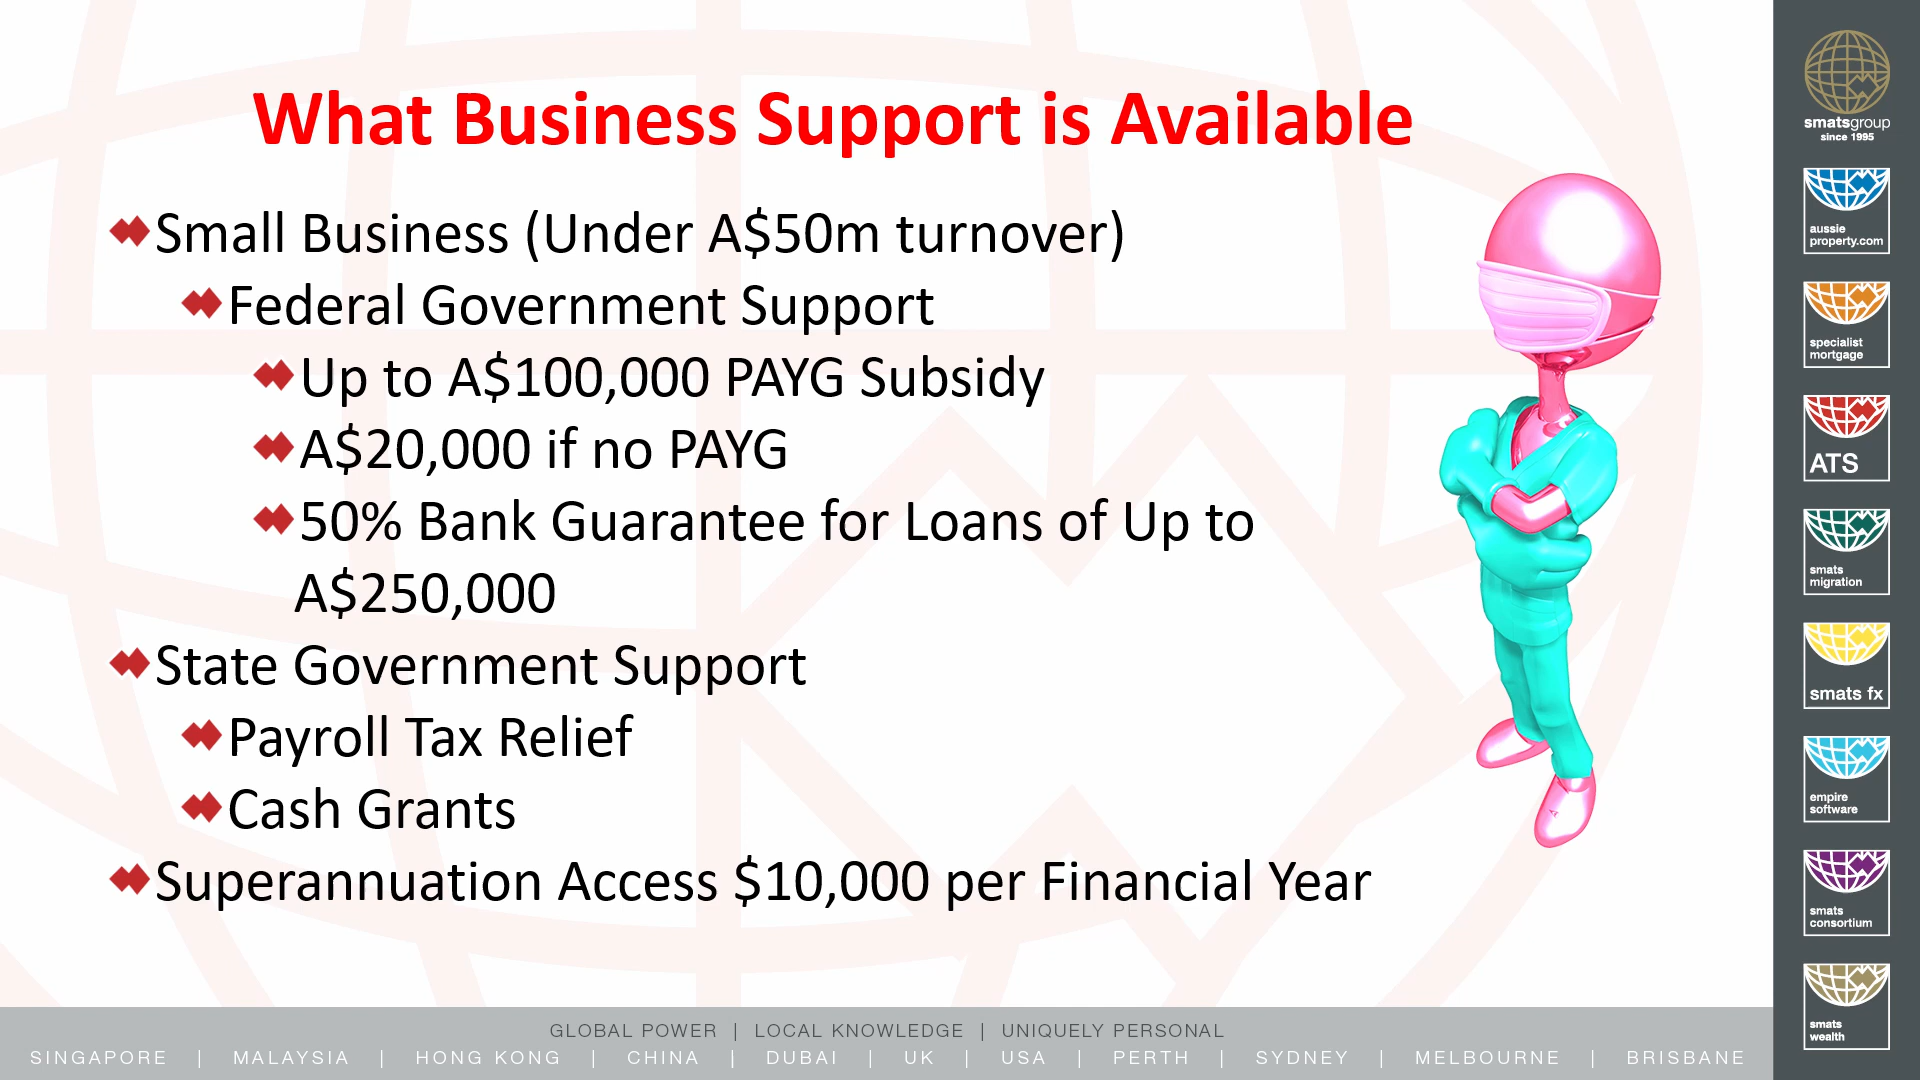 What Business Support is Available
Small Business (Under A$50m turnover)
Federal Government Support
Up to A$100,000 PAYG Subsidy
A$20,000 if no PAYG
50% Bank Guarantee for Loans of Up to
A$250,000
State Government Support
Payroll Tax Relief
Cash Grants
Superannuation Access $10,000 per Financial Year
smatsgroup
since 1995
aussie
property.com
specialist
mortgage
ATS
smats
migration
smats fx
empire
software
smats
consortium
smats
wealth
GLOBAL POWER | LOCAL KNOWLEDGE | UNIQUELY PERSONAL
SINGAPORE | MALAYSIA | HONG KONG | CHINA | DUBAI | UK | USA | PERTH | SYDNEY | MELBOURNE | BRISBANE